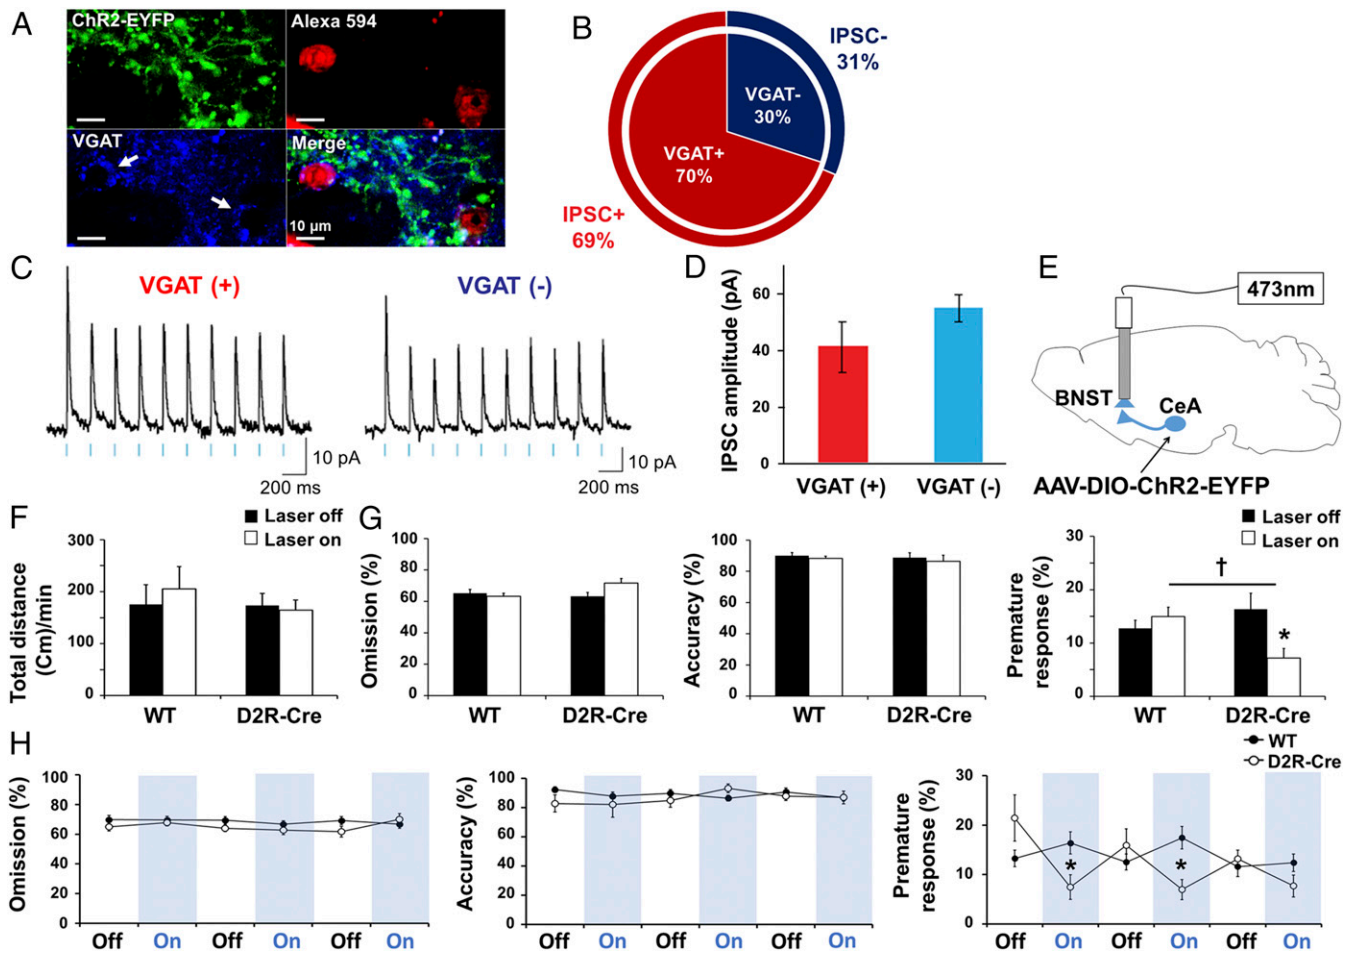 A
ChR2-EYFP
Alexa 594
VGAT
Merge
10 µm
B
IPSC-
31%
VGAT-
30%
VGAT+
70%
IPSC+
69%
C
VGAT (+)
VGAT (-)
10 pA
200 ms
10 pA
200 ms
D
IPSC amplitude (pA)
60
40
20
0
VGAT (+)
VGAT (-)
E
473nm
BNST
CeA
AAV-DIO-ChR2-EYFP
F
Laser off
Laser on
Total distance
(Cm)/min
300
200
100
100
0
WT
D2R-Cre
G
Omission (%)
100
80
60
40
20
0
WT
D2R-Cre
Accuracy (%)
100
80
60
40
20
0
WT
D2R-Cre
Laser off
Laser on
Premature
response (%)
30
20
10
0
†
*
WT
D2R-Cre
H
Omission (%)
100
80
60
40
20
0
Off
On
Off
On
Off
On
Accuracy (%)
100
80
60
40
20
0
Off
On
Off
On
Off
On
WT
D2R-Cre
Premature
response (%)
30
20
10
0
*
*
Off
On
Off
On
Off
On